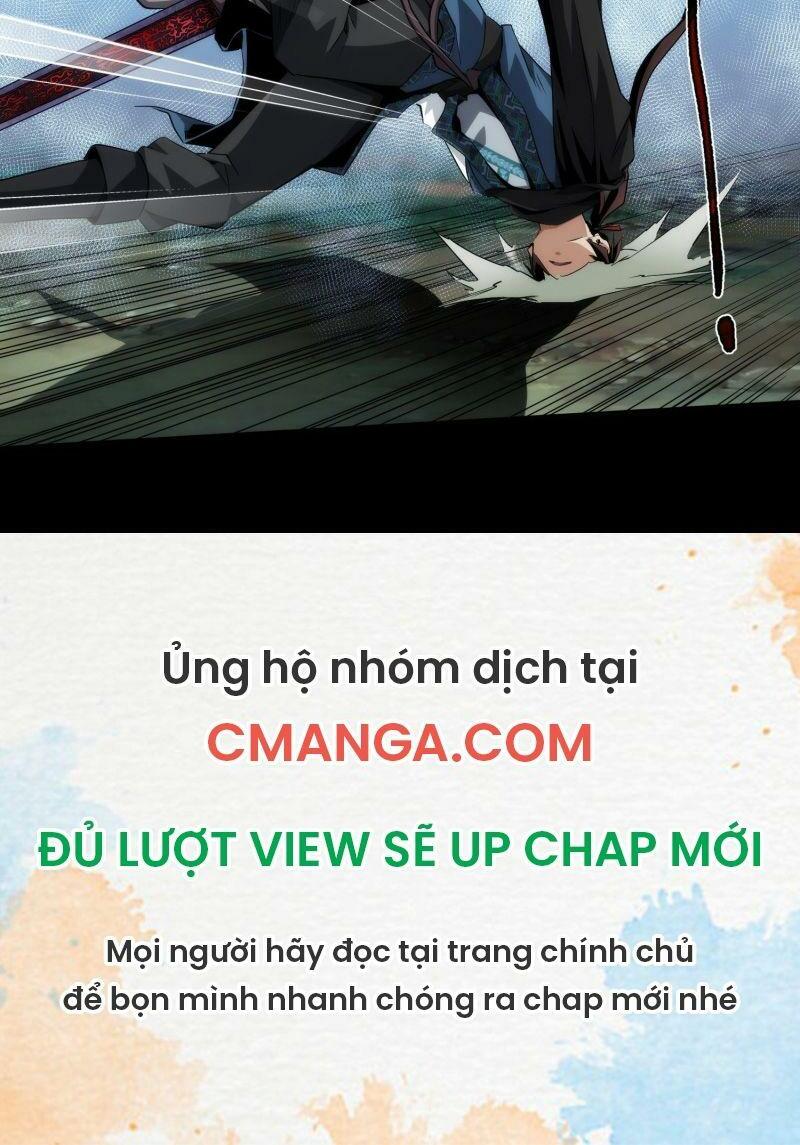 Ủng hộ nhóm dịch tại
CMANGA.COM
ĐỦ LƯỢT VIEW SẼ UP CHAP MỚI
Mọi người hãy đọc tại trang chính chủ
để bọn mình nhanh chóng ra chap mới nhé